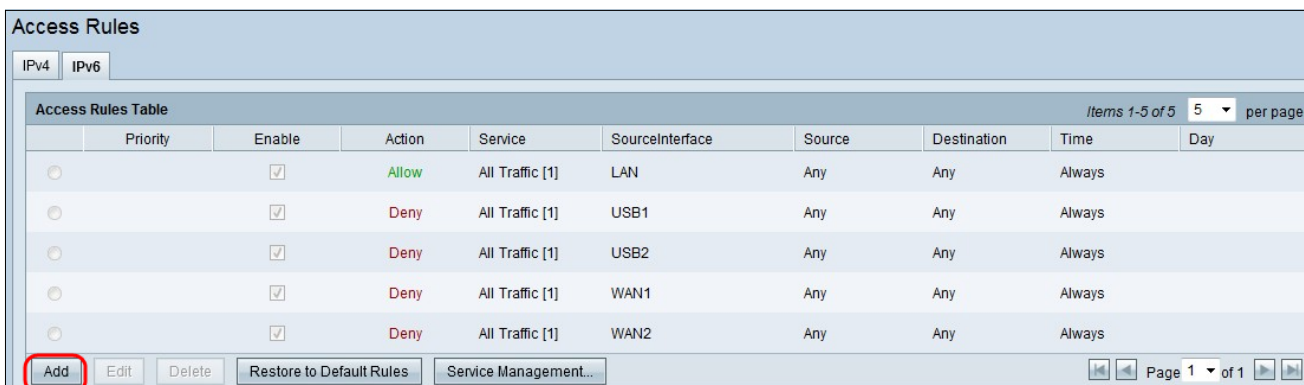 Access Rules
IPv4 IPv6
Access Rules Table Items 1-5 of 5 5 per page
Priority Enable Action Service SourceInterface Source Destination Time Day
Allow All Traffic [1] LAN Any Any Always
Deny All Traffic [1] USB1 Any Any Always
Deny All Traffic [1] USB2 Any Any Always
Deny All Traffic [1] WAN1 Any Any Always
Deny All Traffic [1] WAN2 Any Any Always
Add Edit Delete Restore to Default Rules Service Management... Page 1 of 1